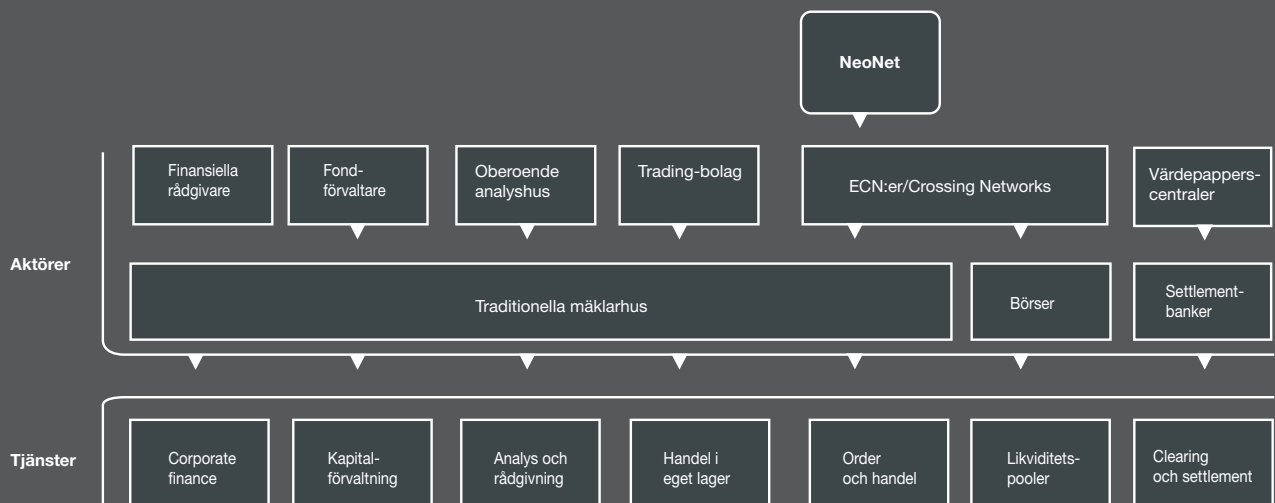 NeoNet
Finansiella
rådgivare
Fond-
förvaltare
Oberoende
analyshus
Trading-bolag
ECN:er/Crossing Networks
Värdepappers-
centraler
Aktörer
Traditionella mäklarhus
Börser
Settlement-
banker
Tjänster
Corporate
finance
Kapital-
förvaltning
Analys och
rådgivning
Handel i
eget lager
Order
och handel
Likviditets-
pooler
Clearing
och settlement